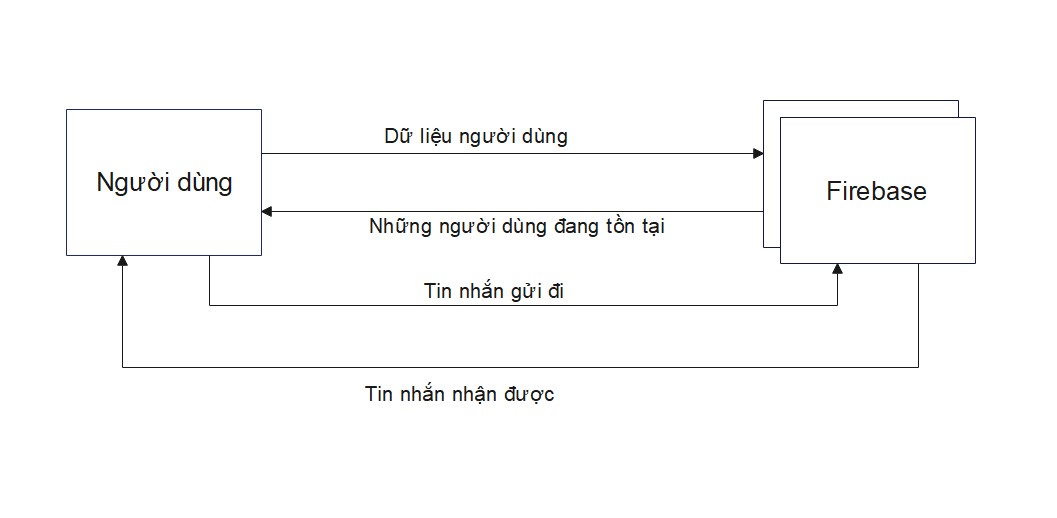 Dữ liệu người dùng
Người dùng
Firebase
Những người dùng đang tồn tại
Tin nhắn gửi đi
Tin nhắn nhận được